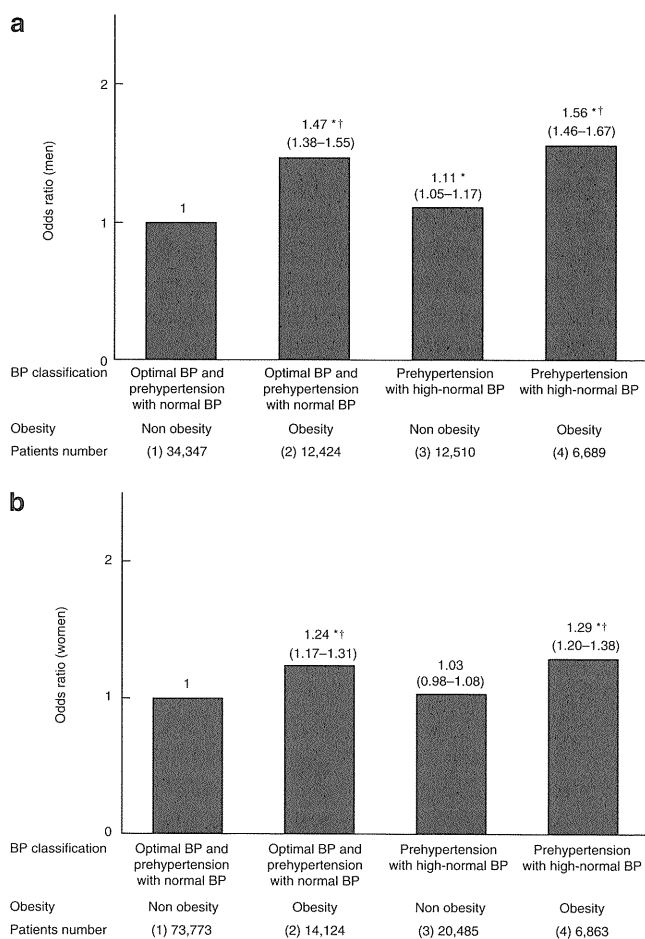 a
2
1
0
Odds ratio (men)
1
1.47 *†
(1.38–1.55)
1.11 *
(1.05–1.17)
1.56 *†
(1.46–1.67)
BP classification
Optimal BP and
prehypertension
with normal BP
Optimal BP and
prehypertension
with normal BP
Prehypertension
with high-normal BP
Prehypertension
with high-normal BP
Obesity Non obesity Obesity Non obesity Obesity
Patients number (1) 34,347 (2) 12,424 (3) 12,510 (4) 6,689
b
2
1
0
Odds ratio (women)
1
1.24 *†
(1.17–1.31)
1.03
(0.98–1.08)
1.29 *†
(1.20–1.38)
BP classification
Optimal BP and
prehypertension
with normal BP
Optimal BP and
prehypertension
with normal BP
Prehypertension
with high-normal BP
Prehypertension
with high-normal BP
Obesity Non obesity Obesity Non obesity Obesity
Patients number (1) 73,773 (2) 14,124 (3) 20,485 (4) 6,863